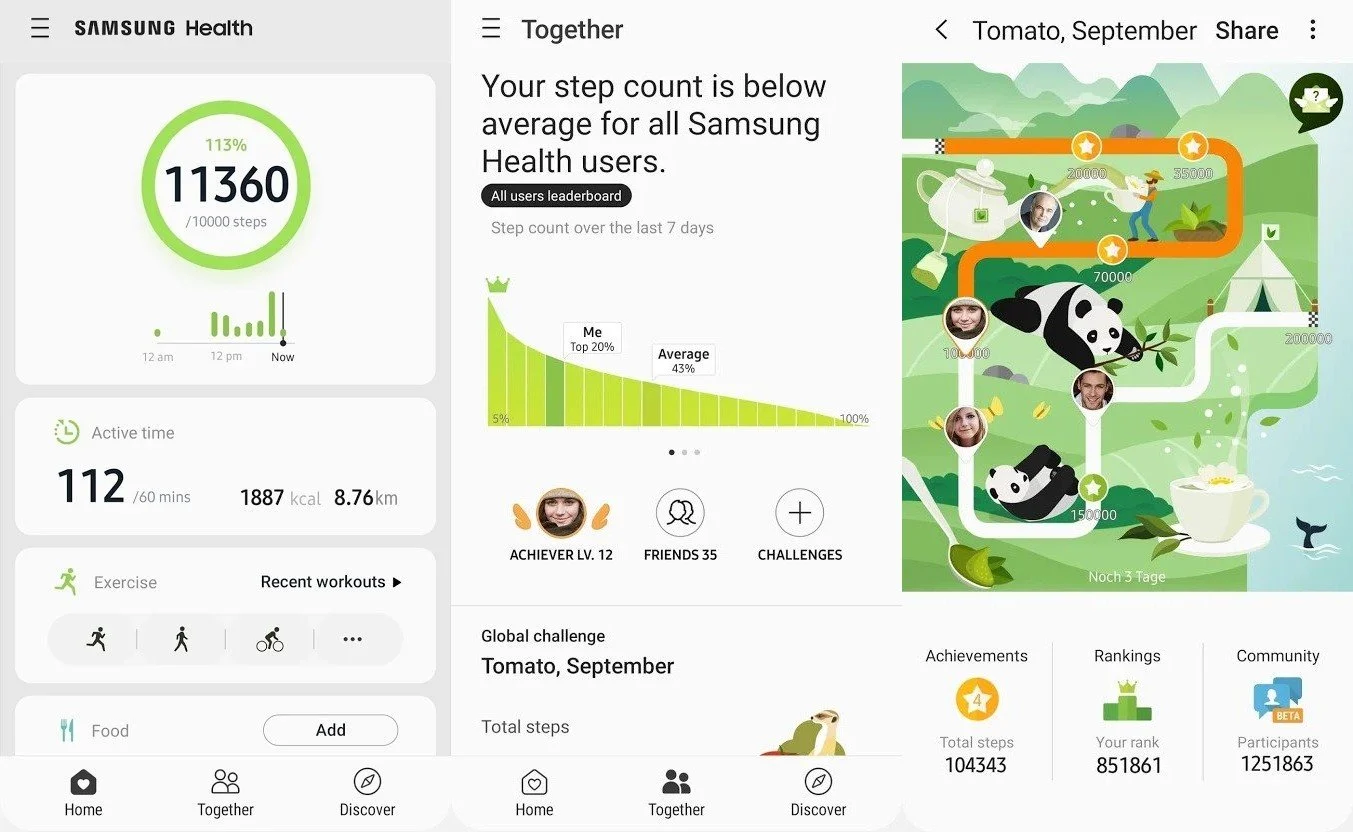 SAMSUNG Health
113%
11360
/10000 steps
12 am
12 pm
Now
Active time
112 /60 mins
1887 kcal 8.76km
Exercise
Recent workouts
Food
Add
Home
Together
Discover
Together
Your step count is below
average for all Samsung
Health users.
All users leaderboard
Step count over the last 7 days
Me
Top 20%
Average
43%
5%
100%
ACHIEVER LV. 12
FRIENDS 35
CHALLENGES
Global challenge
Tomato, September
Total steps
Home
Together
Discover
Tomato, September
Share
?
20000
35000
70000
100000
200000
150000
Noch 3 Tage
Achievements
4
Total steps
104343
Rankings
Your rank
851861
Community
BETA
Participants
1251863